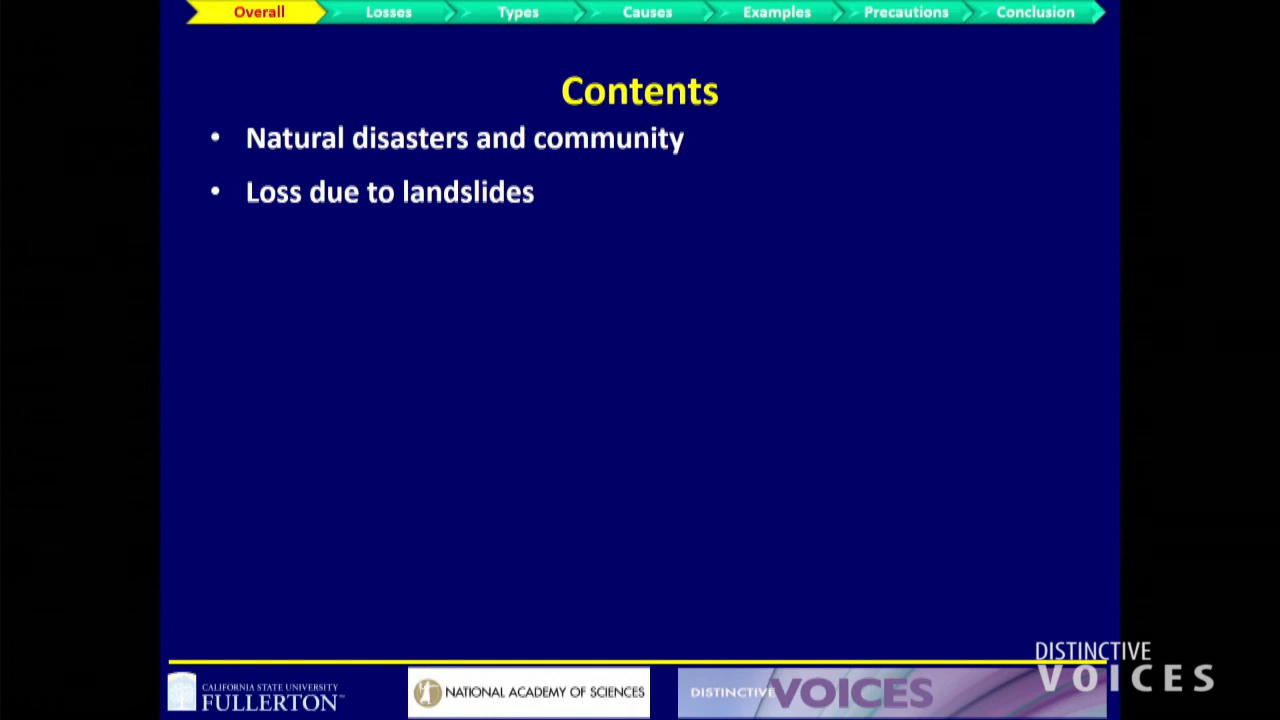 Overall
Losses
Types
Causes
Examples
Precautions
Conclusion
Contents
• Natural disasters and community
• Loss due to landslides
CALIFORNIA STATE UNIVERSITY
FULLERTON™
NATIONAL ACADEMY OF SCIENCES
DISTINCTIVE VOICES
DISTINCTIVE
VOICES